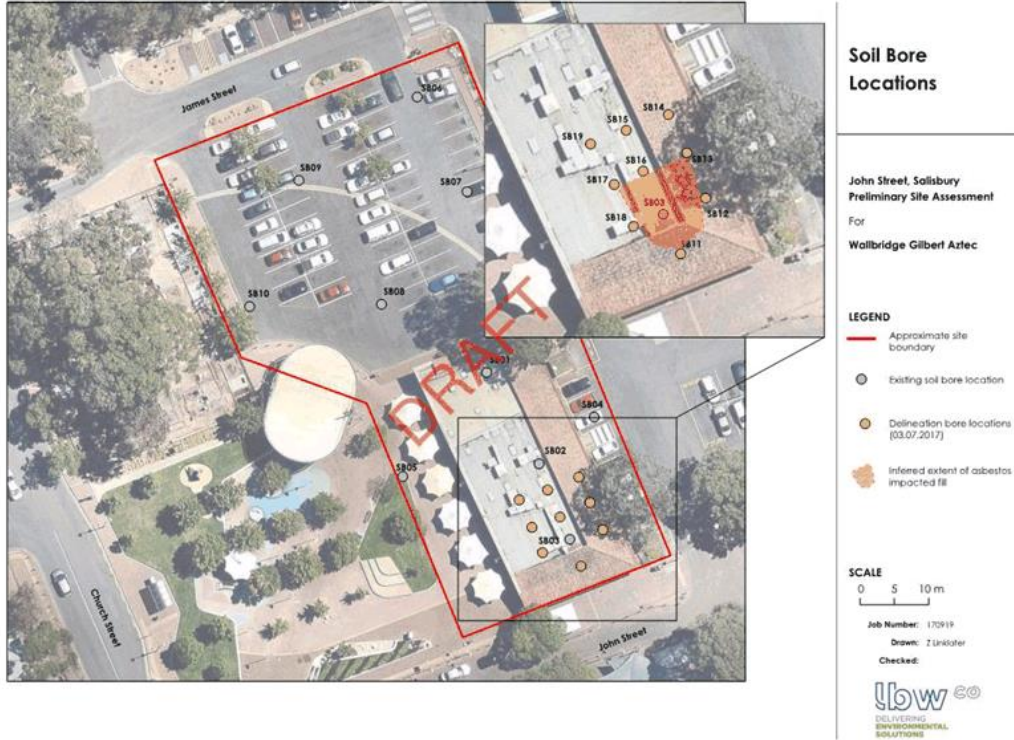 Soil Bore
Locations
John Street, Salisbury
Preliminary Site Assessment
For
Wallbridge Gilbert Aztec
LEGEND
Approximate site
boundary
Existing soil bore location
Delineation bore locations
(03.07.2017)
Inferred extent of asbestos
impacted fill
SCALE
0 5 10 m
Job Number: 170919
Drawn: Z Linklater
Checked:
lbw co
DELIVERING
ENVIRONMENTAL
SOLUTIONS
James Street
SB06
SB09
SB07
SB10
SB08
SB01
SB04
SB02
SB05
SB03
Church Street
John Street
DRAFT
SB14
SB15
SB19
SB13
SB16
SB17
SB12
SB03
SB18
SB11